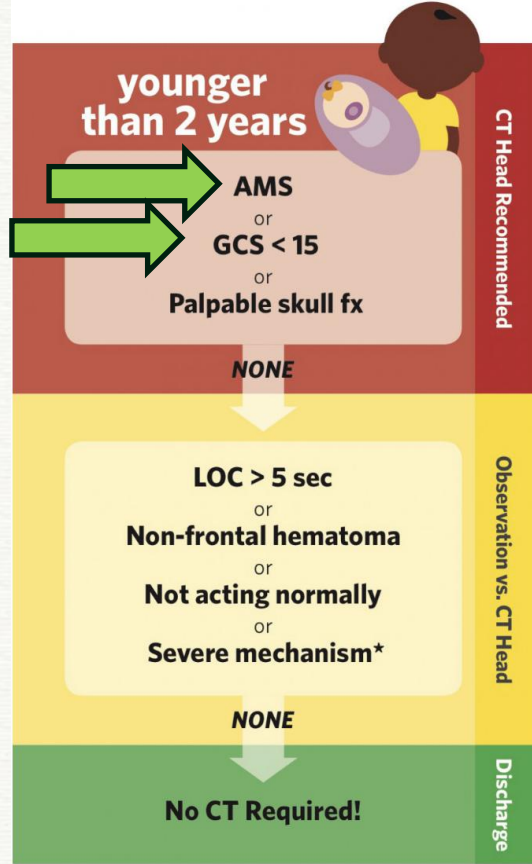 younger
than 2 years
AMS
or
GCS < 15
or
Palpable skull fx
NONE
CT Head Recommended
LOC > 5 sec
or
Non-frontal hematoma
or
Not acting normally
or
Severe mechanism*
NONE
Observation vs. CT Head
No CT Required!
Discharge